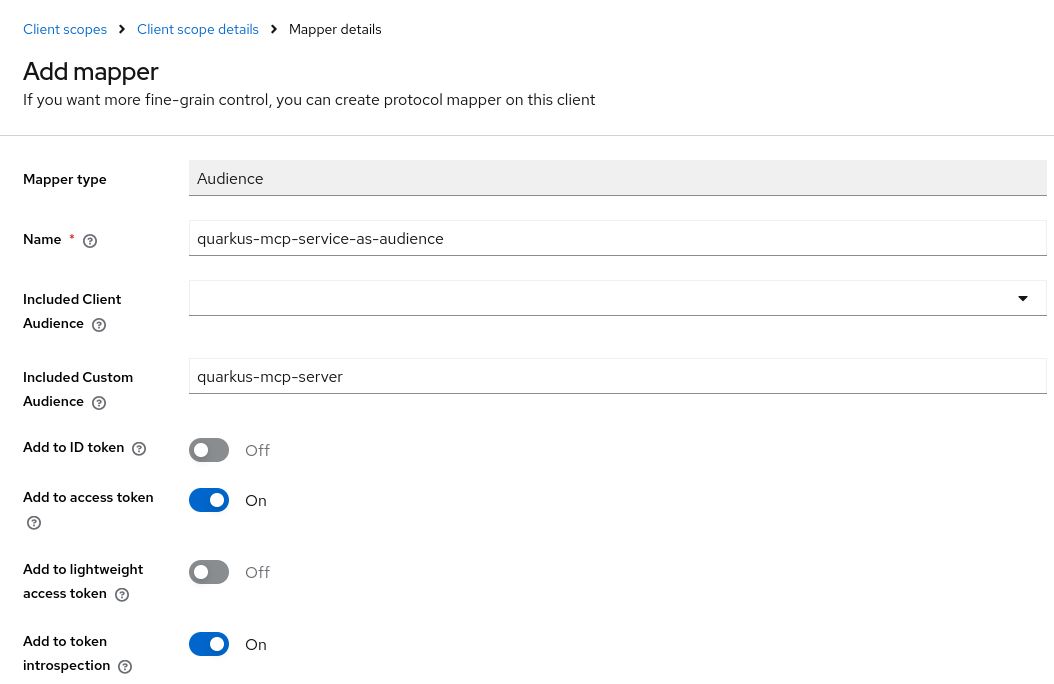 Client scopes > Client scope details > Mapper details
Add mapper
If you want more fine-grain control, you can create protocol mapper on this client
Mapper type
Audience
Name *
quarkus-mcp-service-as-audience
Included Client
Audience
Included Custom
Audience
quarkus-mcp-server
Add to ID token
Off
Add to access token
On
Add to lightweight
access token
Off
Add to token
introspection
On